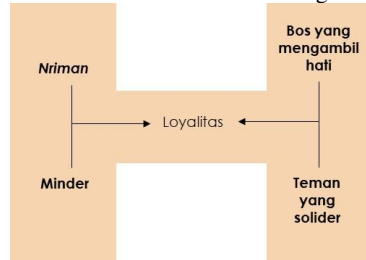 Bos yang
mengambil
hati
Nriman
Loyalitas
Minder
Teman
yang
solider